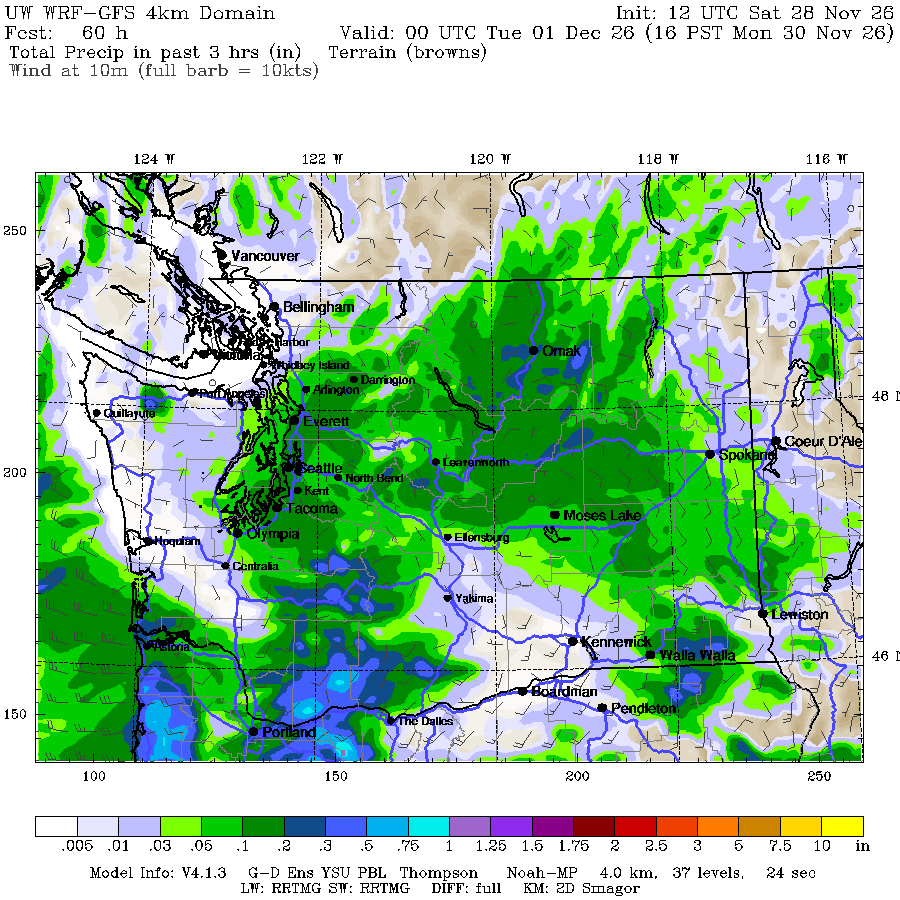 UW WRF-GFS 4km Domain Init: 12 UTC Sat 28 Nov 26
Fcst: 60 h Valid: 00 UTC Tue 01 Dec 26 (16 PST Mon 30 Nov 26)
Total Precip in past 3 hrs (in) Terrain (browns)
Wind at 10m (full barb = 10kts)
124 W 122 W 120 W 118 W 116 W
250
Vancouver
Bellingham
Harbor
Victoria
Omak
Whidbey Island
Darrington
Arlington
Port Angeles
48 N
Quillayute
Everett
Coeur D'Ale
Spokane
Leavenworth
200
Seattle
North Bend
Kent
Tacoma
Moses Lake
Olympia
Ellensburg
Hoquiam
Centralia
Yakima
Lewiston
Kennewick
Astoria
Walla Walla
46 N
Boardman
Pendleton
150
The Dalles
Portland
100 150 200 250
.005 .01 .03 .05 .1 .2 .3 .5 .75 1 1.25 1.5 1.75 2 2.5 3 5 7.5 10 in
Model Info: V4.1.3 G-D Ens YSU PBL Thompson Noah-MP 4.0 km, 37 levels, 24 sec
LW: RRTMG SW: RRTMG DIFF: full KM: 2D Smagor